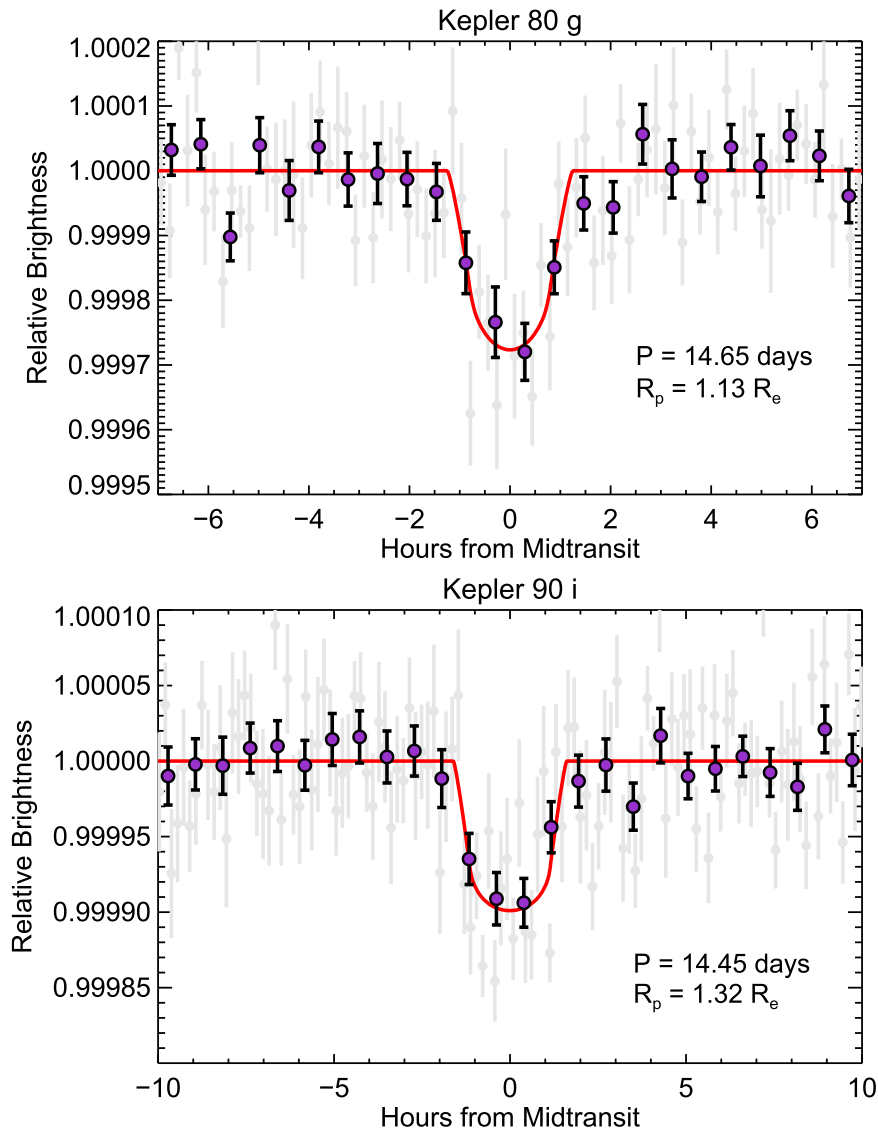 Kepler 80 g
1.0002
1.0001
1.0000
0.9999
0.9998
0.9997
0.9996
0.9995
Relative Brightness
P = 14.65 days
Rp = 1.13 Re
−6 −4 −2 0 2 4 6
Hours from Midtransit
Kepler 90 i
1.00010
1.00005
1.00000
0.99995
0.99990
0.99985
Relative Brightness
P = 14.45 days
Rp = 1.32 Re
−10 −5 0 5 10
Hours from Midtransit